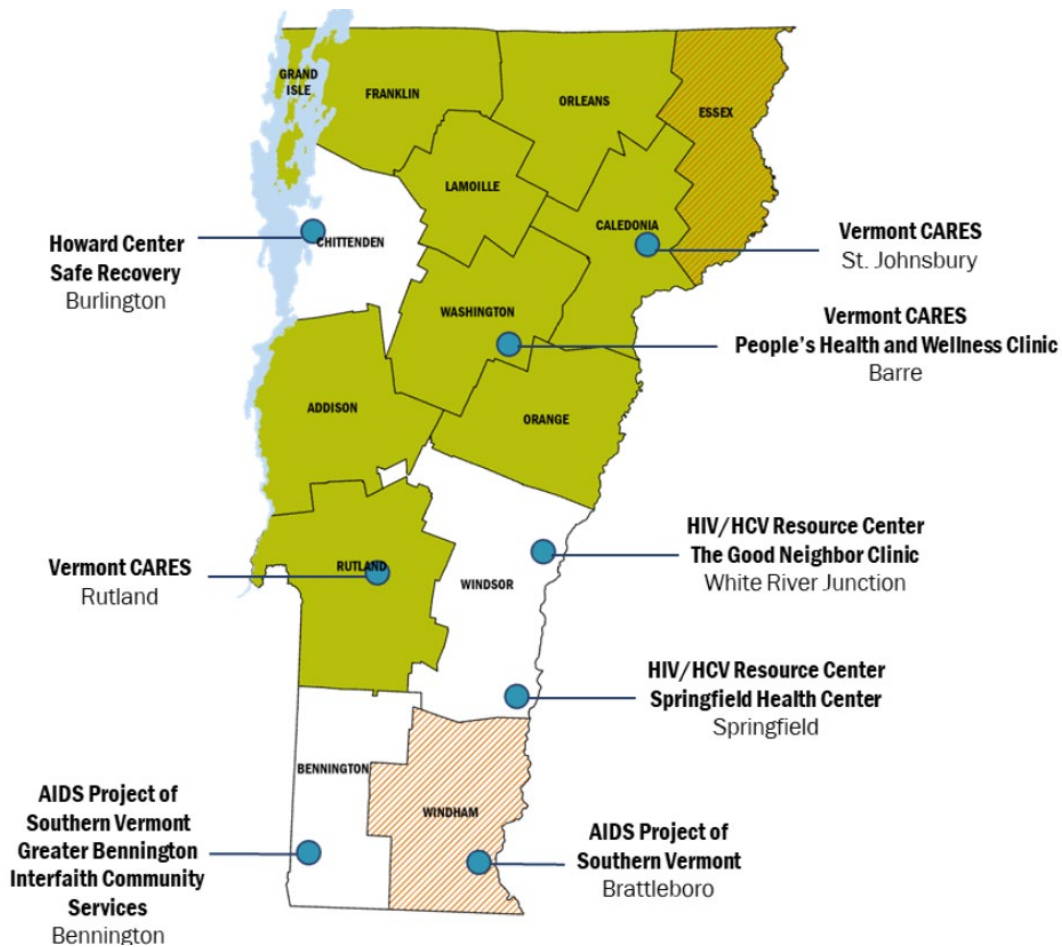 GRAND
ISLE
FRANKLIN
ORLEANS
ESSEX
LAMOILLE
CALEDONIA
Howard Center
Safe Recovery
Burlington
CHITTENDEN
Vermont CARES
St. Johnsbury
WASHINGTON
Vermont CARES
People's Health and Wellness Clinic
Barre
ADDISON
ORANGE
HIV/HCV Resource Center
The Good Neighbor Clinic
White River Junction
Vermont CARES
Rutland
RUTLAND
WINDSOR
HIV/HCV Resource Center
Springfield Health Center
Springfield
BENNINGTON
WINDHAM
AIDS Project of
Southern Vermont
Greater Bennington
Interfaith Community
Services
Bennington
AIDS Project of
Southern Vermont
Brattleboro